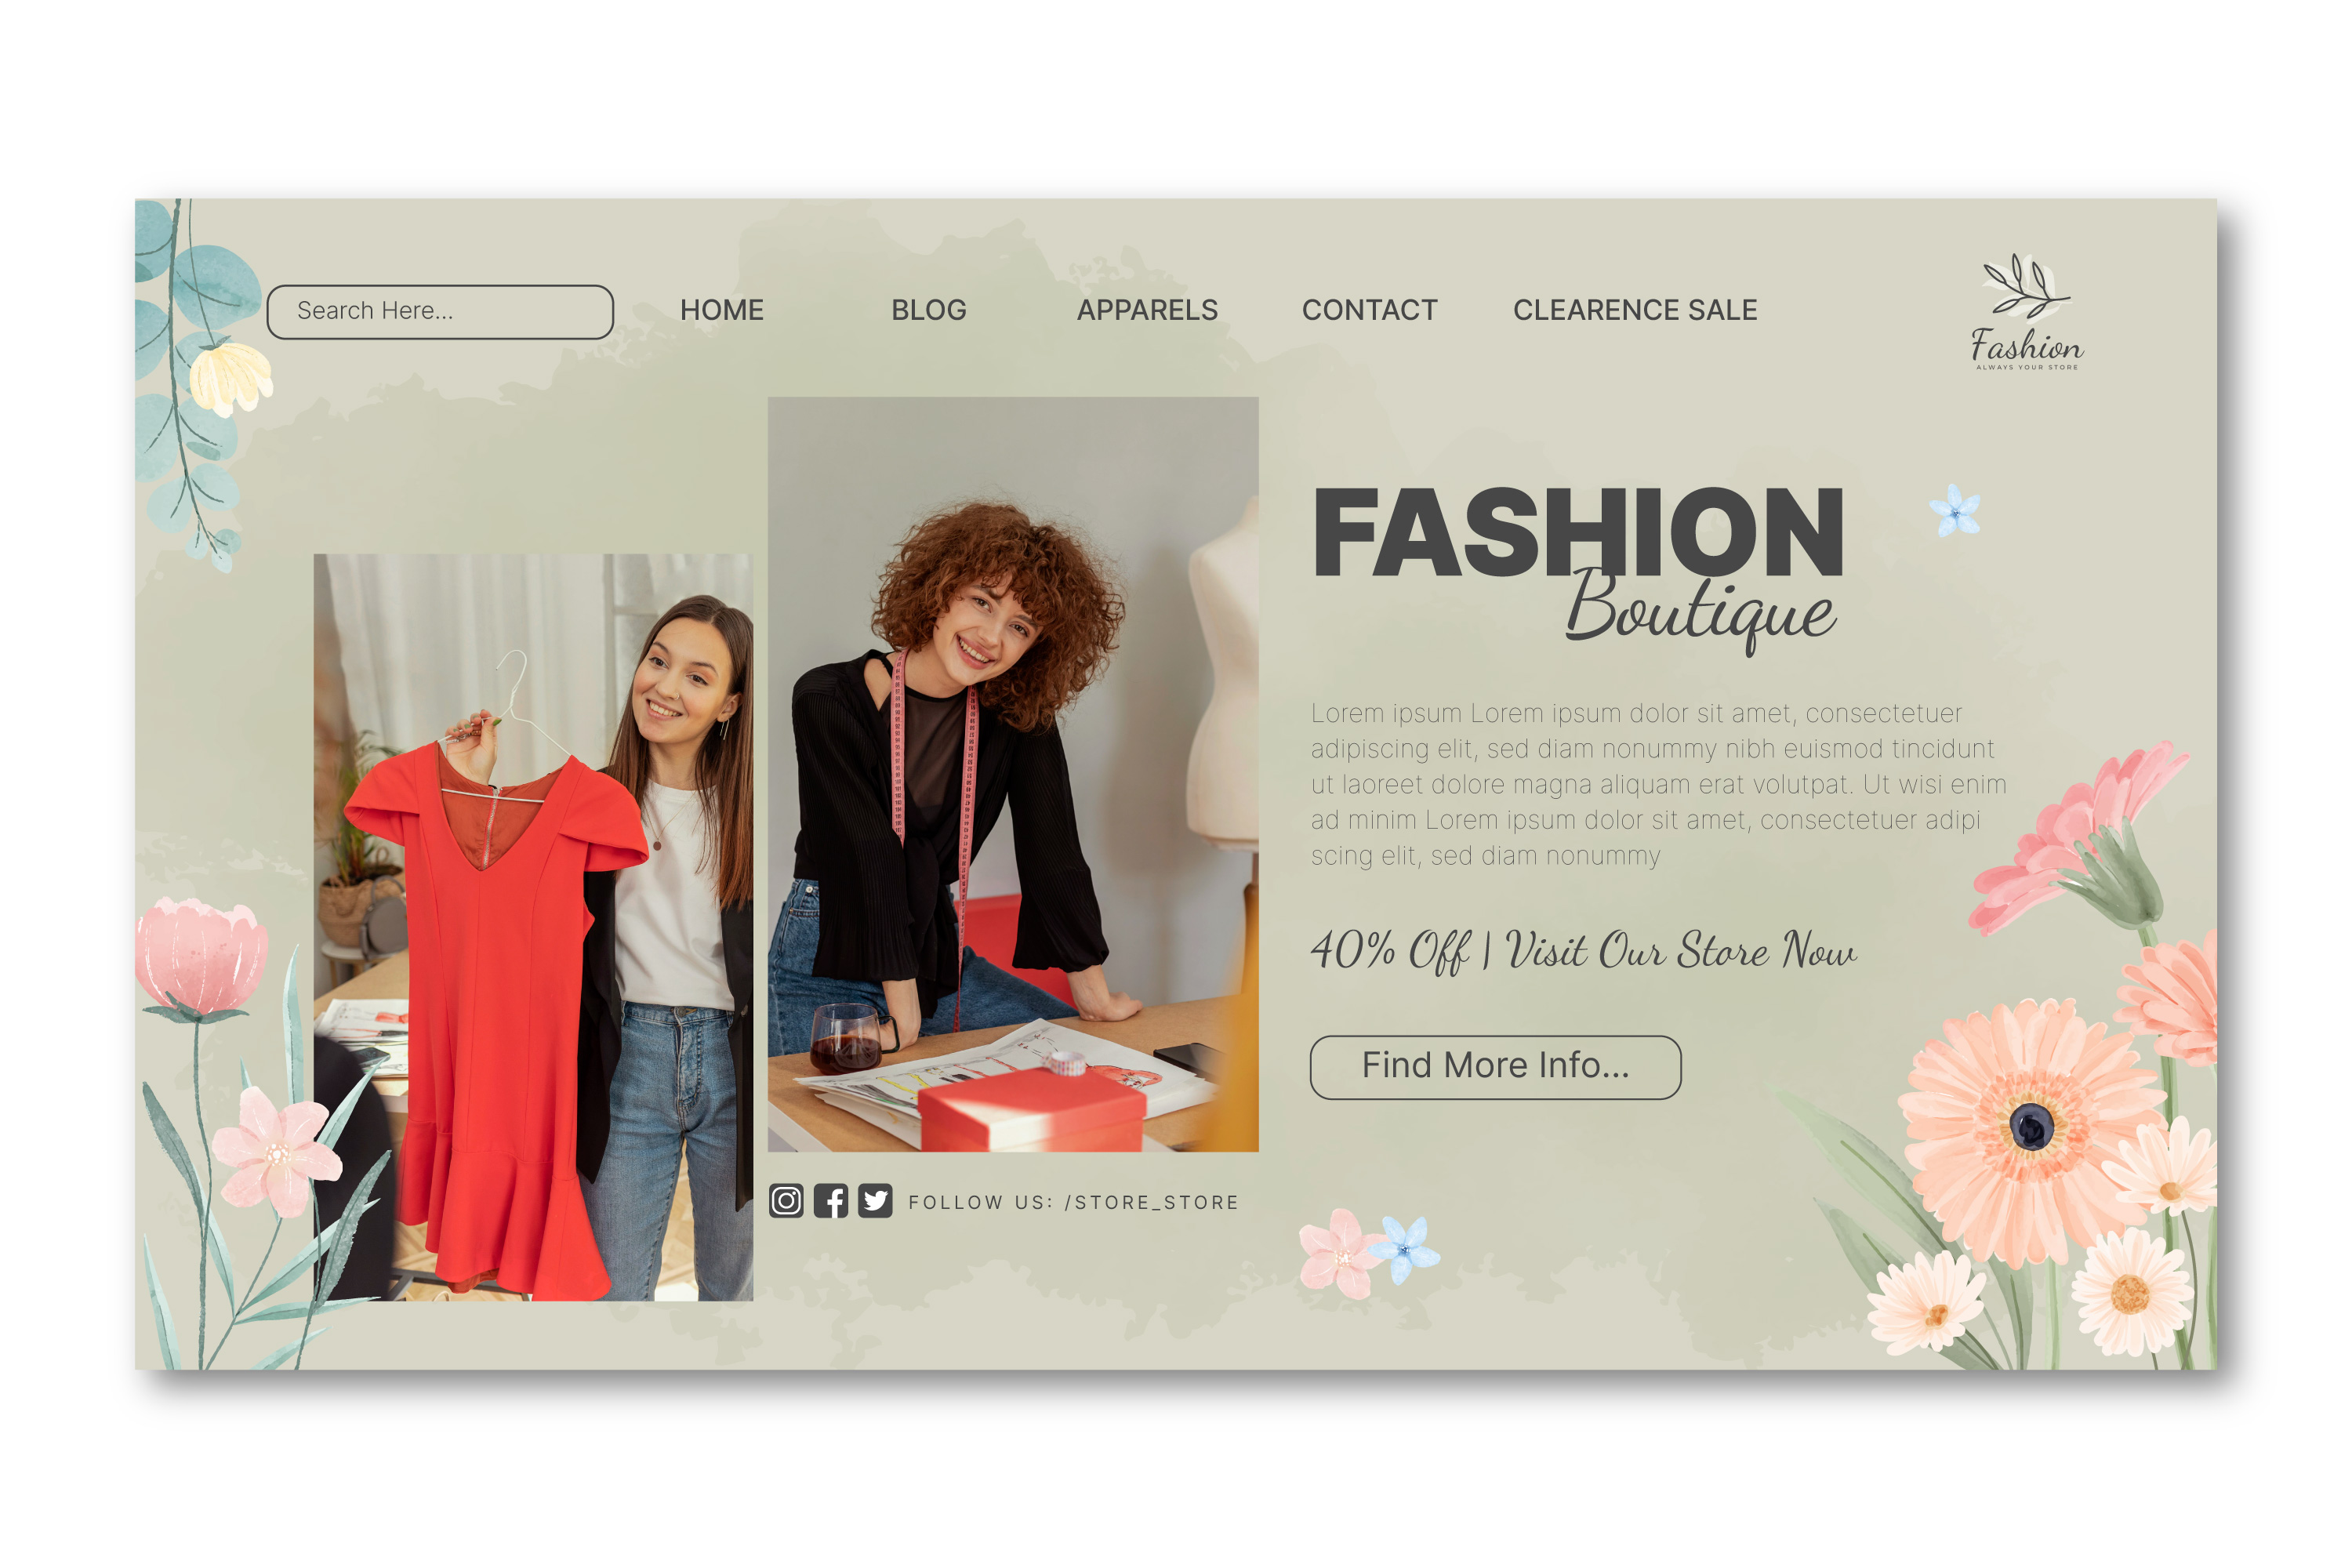 Search Here...
HOME
BLOG
APPARELS
CONTACT
CLEARENCE SALE
Fashion
ALWAYS YOUR STORE
FASHION
Boutique
Lorem ipsum Lorem ipsum dolor sit amet, consectetuer
adipiscing elit, sed diam nonummy nibh euismod tincidunt
ut laoreet dolore magna aliquam erat volutpat. Ut wisi enim
ad minim Lorem ipsum dolor sit amet, consectetuer adipi
scing elit, sed diam nonummy
40% Off | Visit Our Store Now
Find More Info...
FOLLOW US: /STORE_STORE